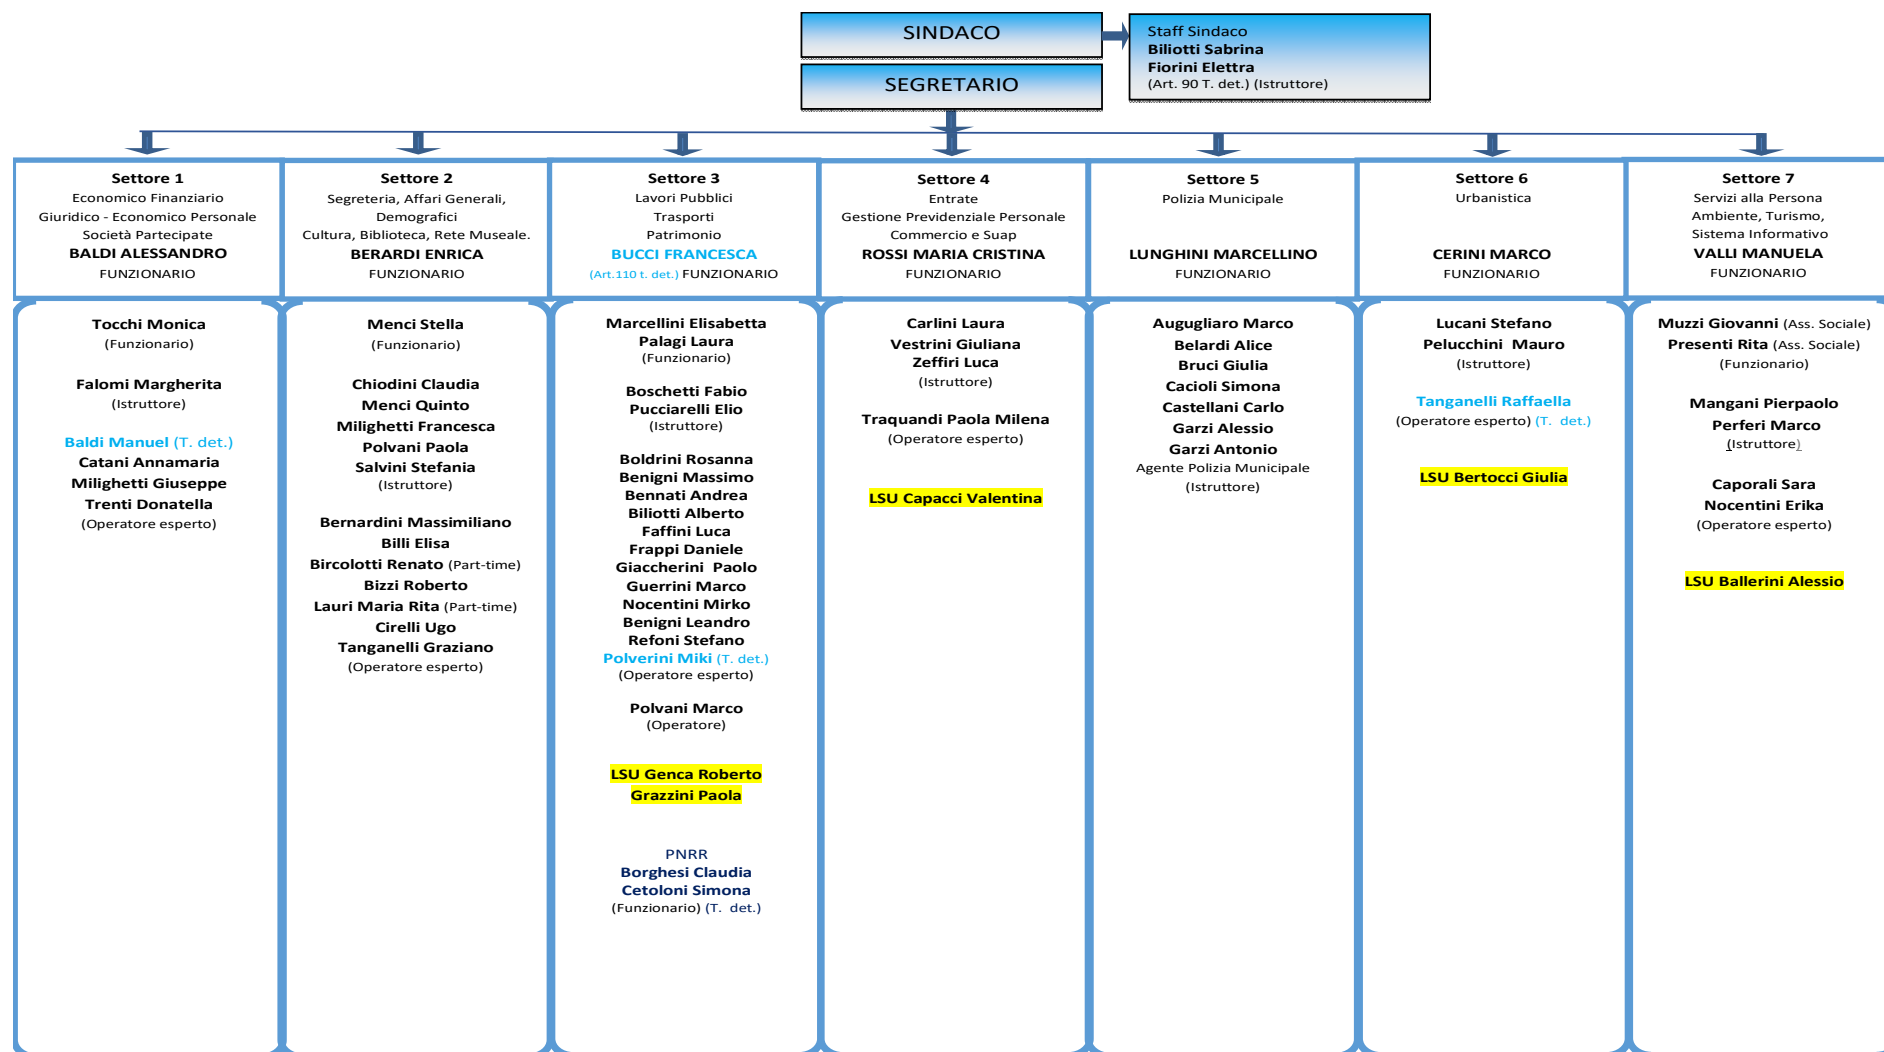 SINDACO
Staff Sindaco
Biliotti Sabrina
Fiorini Elettra
(Art. 90 T. det.) (Istruttore)
SEGRETARIO
Settore 1
Economico Finanziario
Giuridico - Economico Personale
Società Partecipate
BALDI ALESSANDRO
FUNZIONARIO
Tocchi Monica
(Funzionario)
Falomi Margherita
(Istruttore)
Baldi Manuel (T. det.)
Catani Annamaria
Milighetti Giuseppe
Trenti Donatella
(Operatore esperto)
Settore 2
Segreteria, Affari Generali,
Demografici
Cultura, Biblioteca, Rete Museale.
BERARDI ENRICA
FUNZIONARIO
Menci Stella
(Funzionario)
Chiodini Claudia
Menci Quinto
Milighetti Francesca
Polvani Paola
Salvini Stefania
(Istruttore)
Bernardini Massimiliano
Billi Elisa
Bircolotti Renato (Part-time)
Bizzi Roberto
Lauri Maria Rita (Part-time)
Cirelli Ugo
Tanganelli Graziano
(Operatore esperto)
Settore 3
Lavori Pubblici
Trasporti
Patrimonio
BUCCI FRANCESCA
(Art.110 t. det.) FUNZIONARIO
Marcellini Elisabetta
Palagi Laura
(Funzionario)
Boschetti Fabio
Pucciarelli Elio
(Istruttore)
Boldrini Rosanna
Benigni Massimo
Bennati Andrea
Biliotti Alberto
Faffini Luca
Frappi Daniele
Giaccherini  Paolo
Guerrini Marco
Nocentini Mirko
Benigni Leandro
Refoni Stefano
Polverini Miki (T. det.)
(Operatore esperto)
Polvani Marco
(Operatore)
LSU Genca Roberto
Grazzini Paola
PNRR
Borghesi Claudia
Cetoloni Simona
(Funzionario) (T.  det.)
Settore 4
Entrate
Gestione Previdenziale Personale
Commercio e Suap
ROSSI MARIA CRISTINA
FUNZIONARIO
Carlini Laura
Vestrini Giuliana
Zeffiri Luca
(Istruttore)
Traquandi Paola Milena
(Operatore esperto)
LSU Capacci Valentina
Settore 5
Polizia Municipale
LUNGHINI MARCELLINO
FUNZIONARIO
Augugliaro Marco
Belardi Alice
Bruci Giulia
Cacioli Simona
Castellani Carlo
Garzi Alessio
Garzi Antonio
Agente Polizia Municipale
(Istruttore)
Settore 6
Urbanistica
CERINI MARCO
FUNZIONARIO
Lucani Stefano
Pelucchini  Mauro
(Istruttore)
Tanganelli Raffaella
(Operatore esperto) (T.  det.)
LSU Bertocci Giulia
Settore 7
Servizi alla Persona
Ambiente, Turismo,
Sistema Informativo
VALLI MANUELA
FUNZIONARIO
Muzzi Giovanni (Ass. Sociale)
Presenti Rita (Ass. Sociale)
(Funzionario)
Mangani Pierpaolo
Perferi Marco
(Istruttore)
Caporali Sara
Nocentini Erika
(Operatore esperto)
LSU Ballerini Alessio